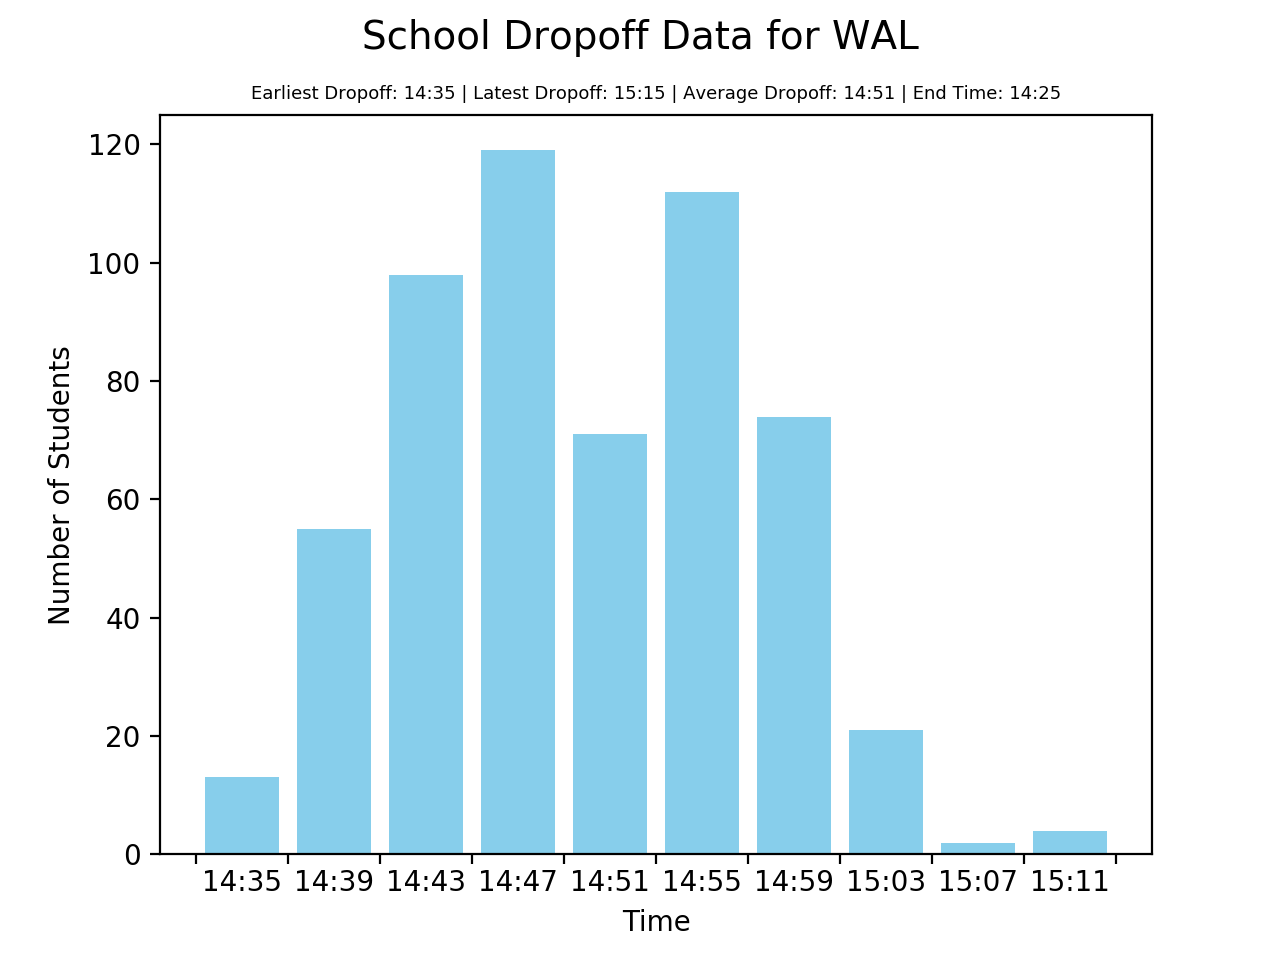 School Dropoff Data for WAL
Earliest Dropoff: 14:35 | Latest Dropoff: 15:15 | Average Dropoff: 14:51 | End Time: 14:25
120
100
80
60
40
20
0
Number of Students
14:35 14:39 14:43 14:47 14:51 14:55 14:59 15:03 15:07 15:11
Time